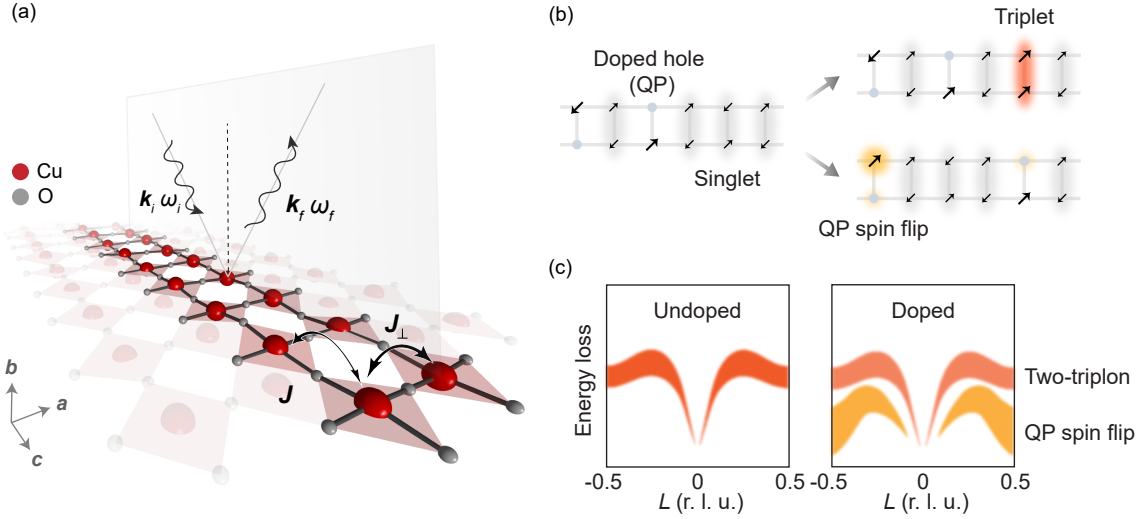 (a)
Cu
O
k_i ω_i
k_f ω_f
J⊥
J
b
a
c
(b)
Doped hole
(QP)
Singlet
Triplet
QP spin flip
(c)
Energy loss
Undoped
-0.5
0
0.5
L (r. l. u.)
Doped
Two-triplon
QP spin flip
-0.5
0
0.5
L (r. l. u.)